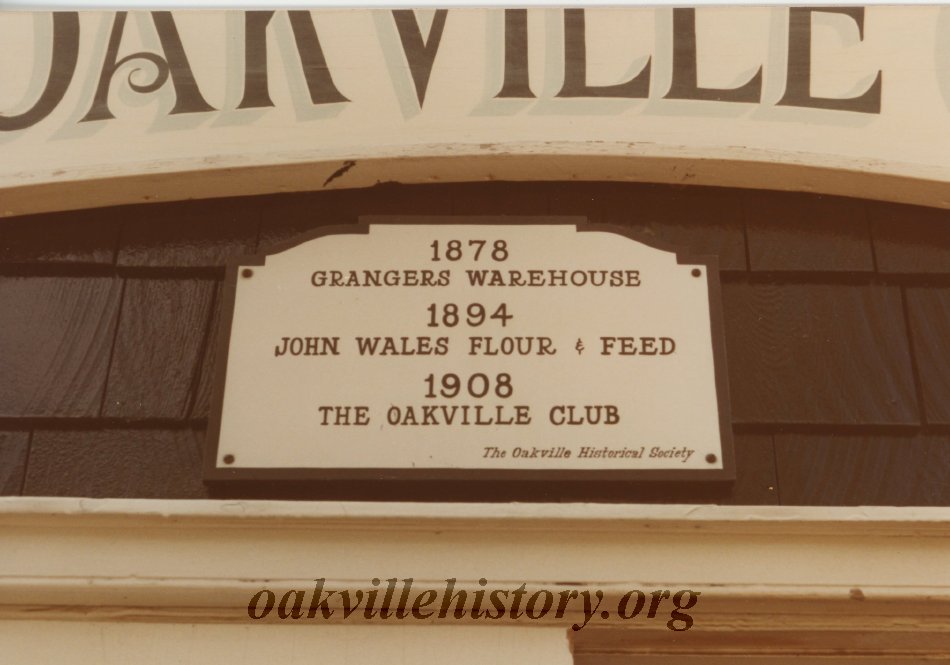 OAKVILLE
1878
GRANGERS WAREHOUSE
1894
JOHN WALES FLOUR & FEED
1908
THE OAKVILLE CLUB
The Oakville Historical Society
oakvillehistory.org